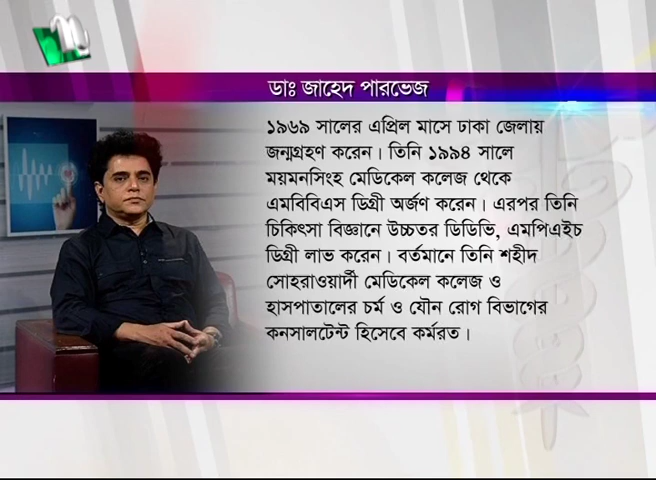 ডাঃ জাহেদ পারভেজ
১৯৬৯ সালের এপ্রিল মাসে ঢাকা জেলায়
জন্মগ্রহণ করেন। তিনি ১৯৯৪ সালে
ময়মনসিংহ মেডিকেল কলেজ থেকে
এমবিবিএস ডিগ্রী অর্জণ করেন। এরপর তিনি
চিকিৎসা বিজ্ঞানে উচ্চতর ডিডিভি, এমপিএইচ
ডিগ্রী লাভ করেন। বর্তমানে তিনি শহীদ
সোহরাওয়ার্দী মেডিকেল কলেজ ও
হাসপাতালের চর্ম ও যৌন রোগ বিভাগের
কনসালটেন্ট হিসেবে কর্মরত।